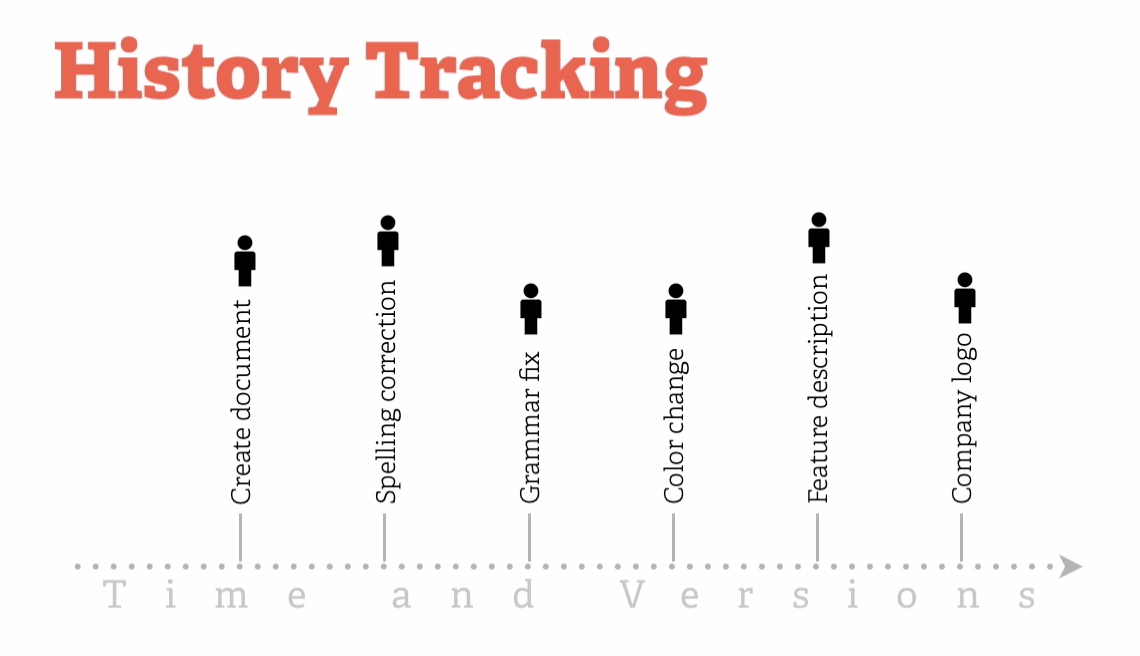 History Tracking
Create document
Spelling correction
Grammar fix
Color change
Feature description
Company logo
Time and Versions